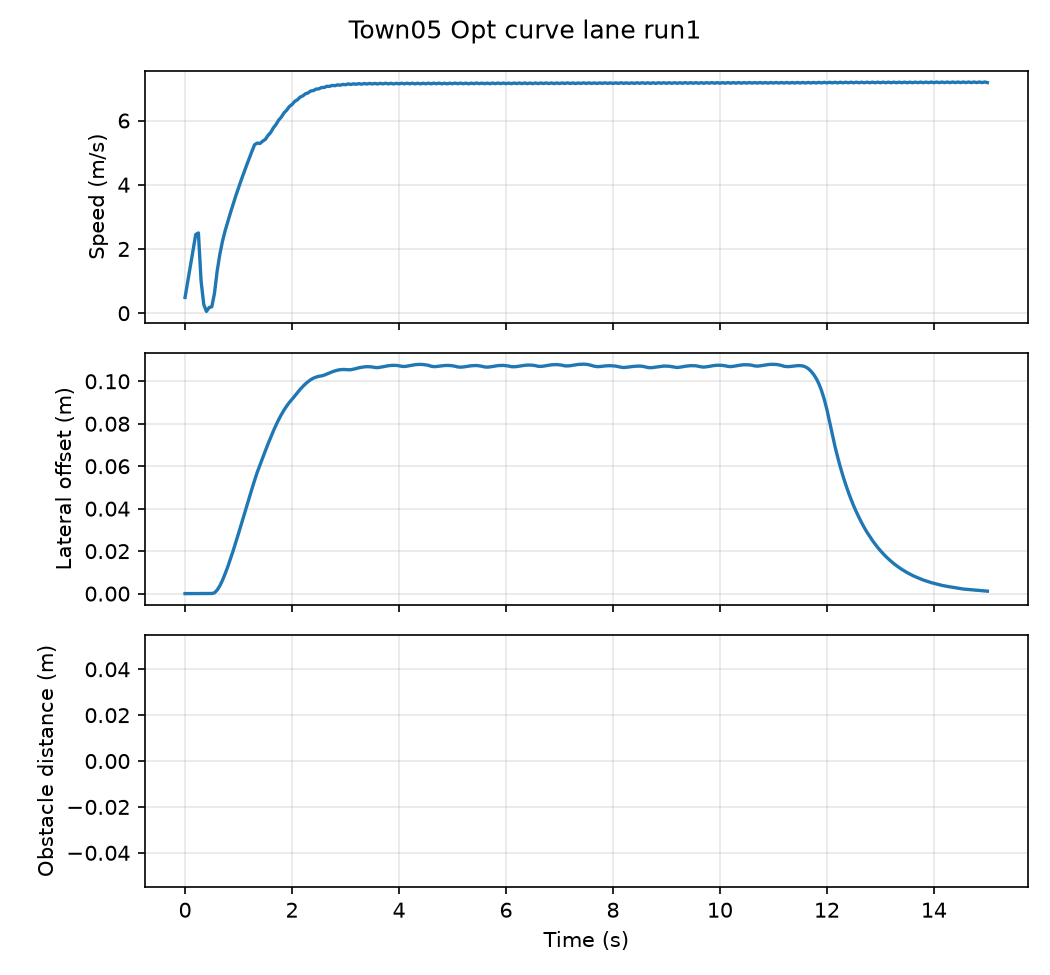 Town05 Opt curve lane run1
Speed (m/s)
6
4
2
0
Lateral offset (m)
0.10
0.08
0.06
0.04
0.02
0.00
Obstacle distance (m)
0.04
0.02
0.00
−0.02
−0.04
0 2 4 6 8 10 12 14
Time (s)